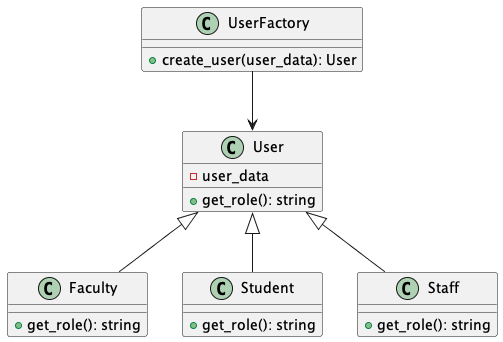 C UserFactory
create_user(user_data): User
C User
user_data
get_role(): string
C Faculty
get_role(): string
C Student
get_role(): string
C Staff
get_role(): string